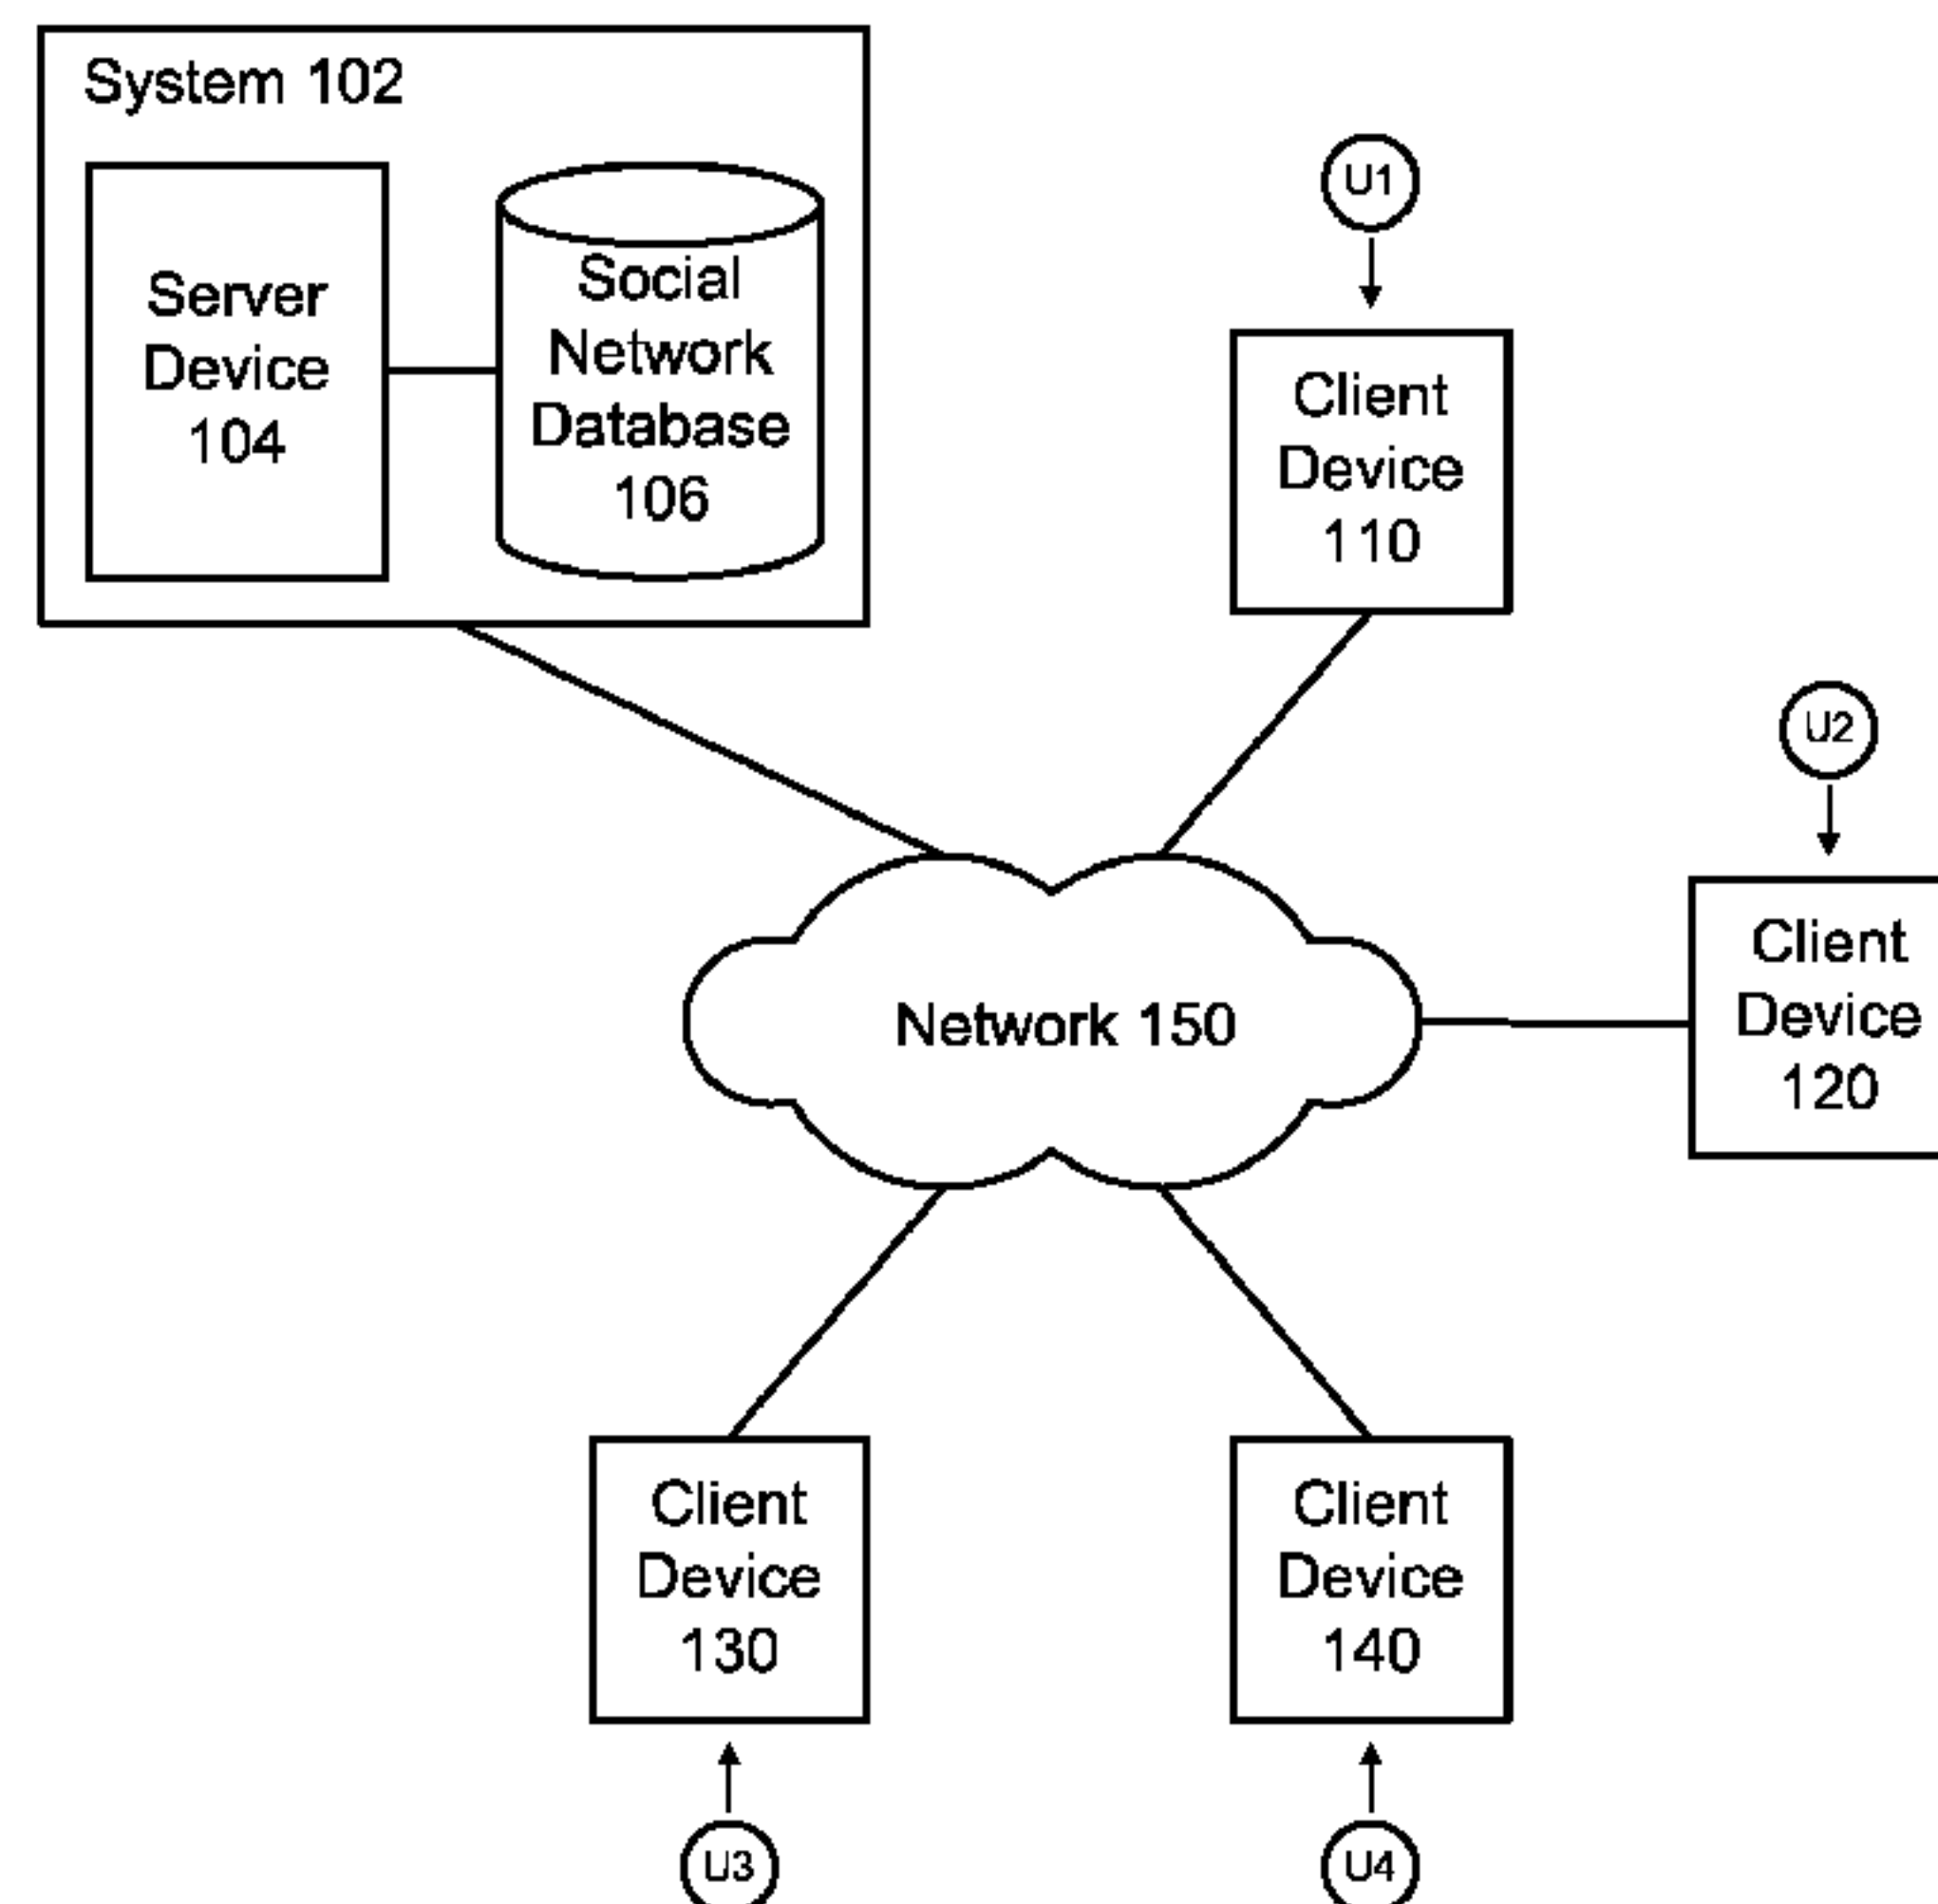 System 102
Server
Device
104
Social
Network
Database
106
U1
Client
Device
110
U2
Client
Device
120
Network 150
Client
Device
130
Client
Device
140
U3
U4